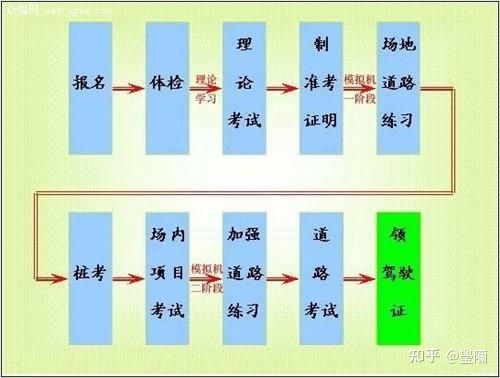 报名
体检
理论
学习
理
论
考试
制
准考
证明
模拟机
一阶段
场地
道路
练习
桩考
场内
项目
考试
模拟机
二阶段
加强
道路
练习
道
路
考试
领
驾驶
证
知乎 @皇陠